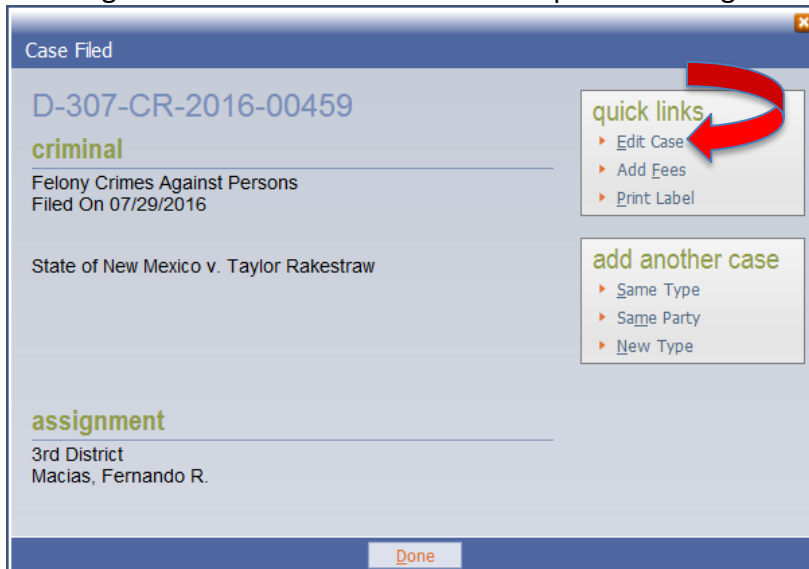 Case Filed
D-307-CR-2016-00459
criminal
Felony Crimes Against Persons
Filed On 07/29/2016
State of New Mexico v. Taylor Rakestraw
assignment
3rd District
Macias, Fernando R.
quick links
Edit Case
Add Fees
Print Label
add another case
Same Type
Same Party
New Type
Done